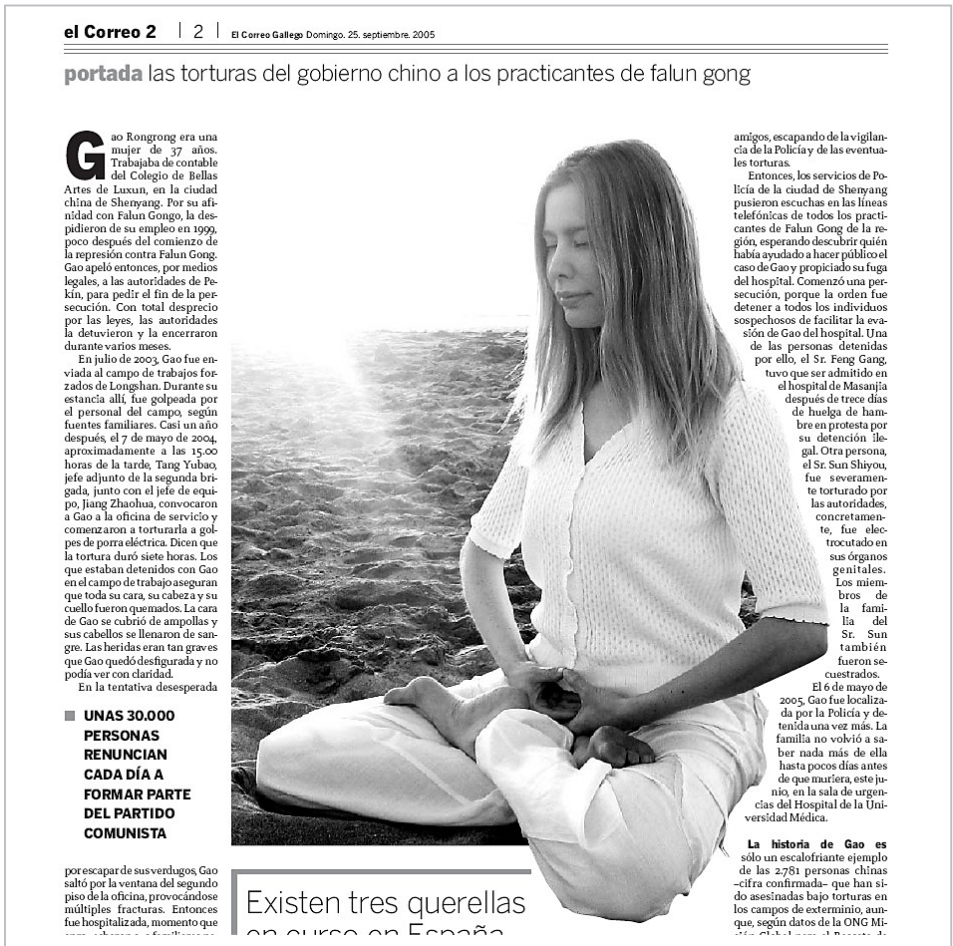 el Correo 2 | 2 | El Correo Gallego Domingo. 25. septiembre. 2005
portada las torturas del gobierno chino a los practicantes de falun gong
Gao Rongrong era una
mujer de 37 años.
Trabajaba de contable
del Colegio de Bellas
Artes de Luxun, en la ciudad
china de Shenyang. Por su afi-
nidad con Falun Gongo, la des-
pidieron de su empleo en 1999,
poco después del comienzo de
la represión contra Falun Gong.
Gao apeló entonces, por medios
legales, a las autoridades de Pe-
kín, para pedir el fin de la per-
secución. Con total desprecio
por las leyes, las autoridades
la detuvieron y la encerraron
durante varios meses.
En julio de 2003, Gao fue en-
viada al campo de trabajos for-
zados de Longshan. Durante su
estancia allí, fue golpeada por
el personal del campo, según
fuentes familiares. Casi un año
después, el 7 de mayo de 2004,
aproximadamente a las 15.00
horas de la tarde, Tang Yubao,
jefe adjunto de la segunda bri-
gada, junto con el jefe de equi-
po, Jiang Zhaohua, convocaron
a Gao a la oficina de servicio y
comenzaron a torturarla a gol-
pes de porra eléctrica. Dicen que
la tortura duró siete horas. Los
que estaban detenidos con Gao
en el campo de trabajo aseguran
que toda su cara, su cabeza y su
cuello fueron quemados. La cara
de Gao se cubrió de ampollas y
sus cabellos se llenaron de san-
gre. Las heridas eran tan graves
que Gao quedó desfigurada y no
podía ver con claridad.
En la tentativa desesperada
UNAS 30.000
PERSONAS
RENUNCIAN
CADA DÍA A
FORMAR PARTE
DEL PARTIDO
COMUNISTA
por escapar de sus verdugos, Gao
saltó por la ventana del segundo
piso de la oficina, provocándose
múltiples fracturas. Entonces
fue hospitalizada, momento que
Existen tres querellas
en curso en España
amigos, escapando de la vigilan-
cia de la Policía y de las eventua-
les torturas.
Entonces, los servicios de Po-
licía de la ciudad de Shenyang
pusieron escuchas en las líneas
telefónicas de todos los practi-
cantes de Falun Gong de la re-
gión, esperando descubrir quién
había ayudado a hacer público el
caso de Gao y propiciado su fuga
del hospital. Comenzó una per-
secución, porque la orden fue
detener a todos los individuos
sospechosos de facilitar la eva-
sión de Gao del hospital. Una
de las personas detenidas
por ello, el Sr. Feng Gang,
tuvo que ser admitido en
el hospital de Masanjia
después de trece días
de huelga de ham-
bre en protesta por
su detención ile-
gal. Otra persona,
el Sr. Sun Shiyou,
fue severamen-
te torturado por
las autoridades,
concretamen-
te, fue elec-
trocutado en
sus órganos
genitales.
Los miem-
bros de
la fami-
lia del
Sr. Sun
también
fueron se-
cuestrados.
El 6 de mayo de
2005, Gao fue localiza-
da por la Policía y de-
tenida una vez más. La
familia no volvió a sa-
ber nada más de ella
hasta pocos días antes
de que muriera, este ju-
nio, en la sala de urgen-
cias del Hospital de la Uni-
versidad Médica.
La historia de Gao es
sólo un escalofriante ejemplo
de las 2.781 personas chinas
–cifra confirmada– que han si-
do asesinadas bajo torturas en
los campos de exterminio, aun-
que, según datos de la ONG Mi-